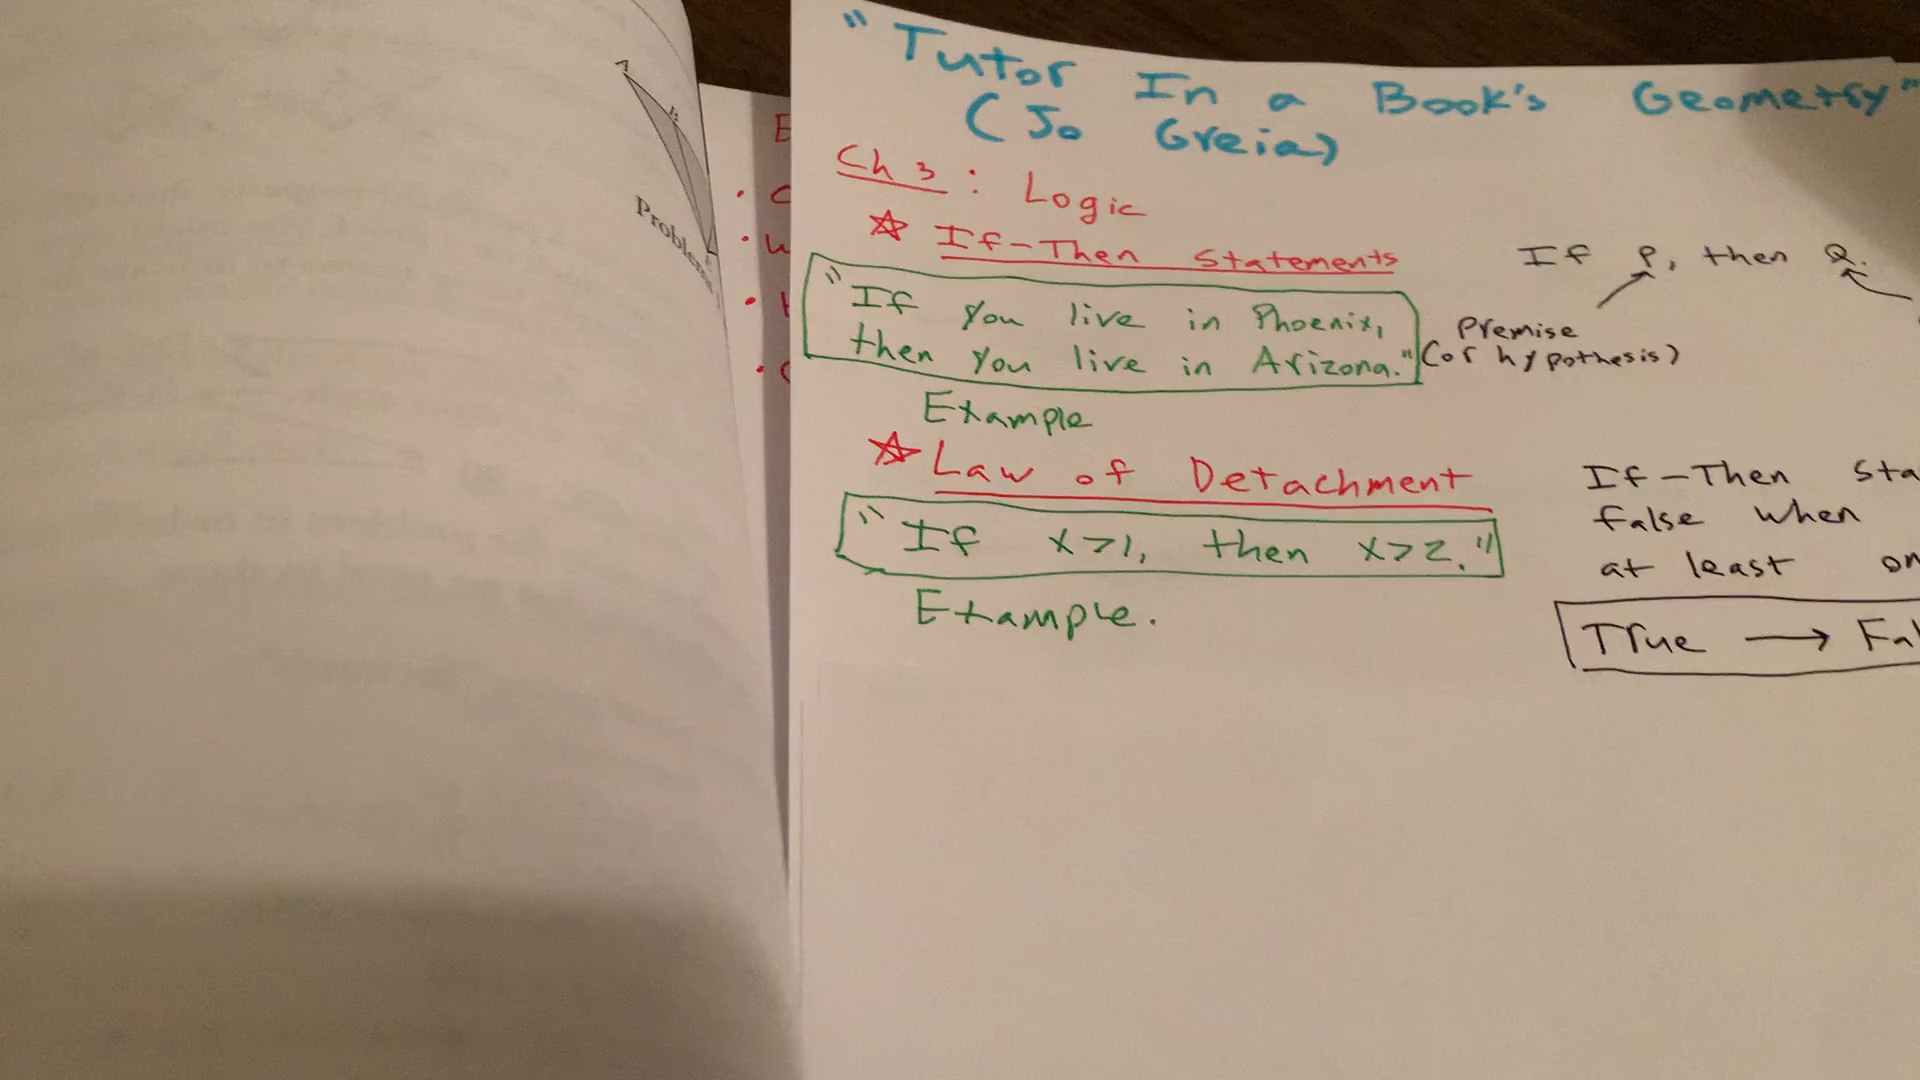 "Tutor In a Book's Geometry"
(Jo Greia)
Ch 3: Logic
☆ If-Then Statements
If P, then Q.
"If you live in Phoenix,
then you live in Arizona."
Premise
(or hypothesis)
Example
☆ Law of Detachment
"If x>1, then x>2."
Example.
If-Then
false when
at least
True →
Problem